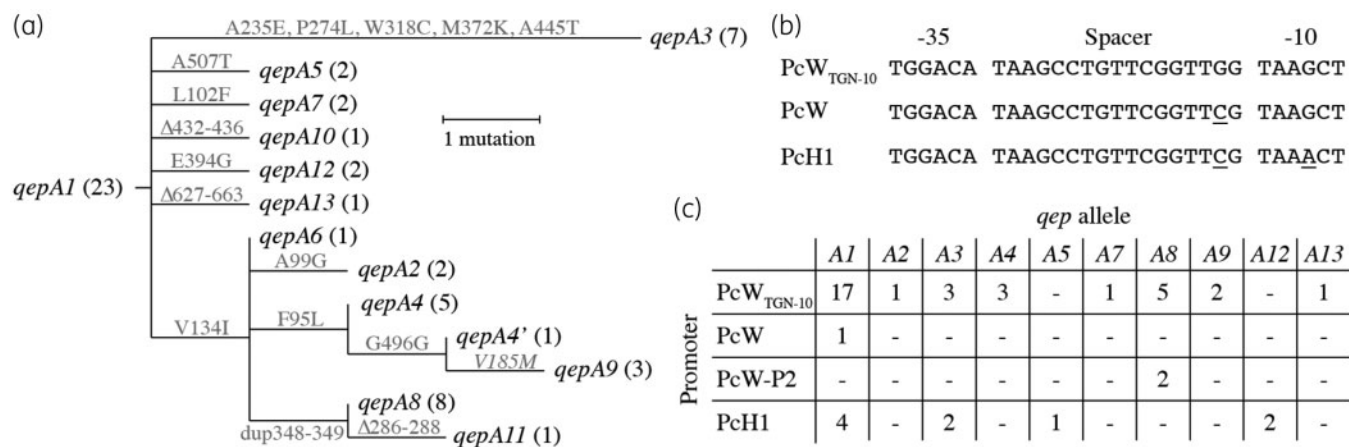 (a)
A235E, P274L, W318C, M372K, A445T
qepA3 (7)
A507T
qepA5 (2)
L102F
qepA7 (2)
Δ432-436
qepA10 (1)
1 mutation
E394G
qepA12 (2)
qepA1 (23)
Δ627-663
qepA13 (1)
qepA6 (1)
A99G
qepA2 (2)
qepA4 (5)
V134I
F95L
G496G
qepA4' (1)
V185M
qepA9 (3)
qepA8 (8)
dup348-349
Δ286-288
qepA11 (1)
(b)
-35 Spacer -10
PcWTGN-10 TGGACA TAAGCCTGTTCGGTTGG TAAGCT
PcW TGGACA TAAGCCTGTTCGGTTCG TAAGCT
PcH1 TGGACA TAAGCCTGTTCGGTTCG TAAACT
(c)
qep allele
A1 A2 A3 A4 A5 A7 A8 A9 A12 A13
Promoter
PcWTGN-10 17 1 3 3 - 1 5 2 - 1
PcW 1 - - - - - - - - -
PcW-P2 - - - - - - 2 - - -
PcH1 4 - 2 - 1 - - - 2 -